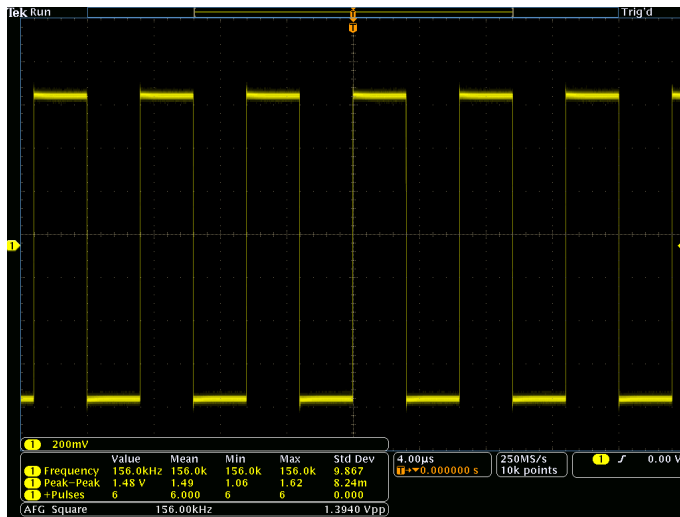 Tek Run Trig'd
T
T
1
1 200mV
Value Mean Min Max Std Dev
1 Frequency 156.0kHz 156.0k 156.0k 156.0k 9.867
1 Peak-Peak 1.48 V 1.49 1.06 1.62 8.24m
1 +Pulses 6 6.000 6 6 0.000
4.00µs
T→▼0.000000 s
250MS/s
10k points
1 ʃ 0.00 V
AFG Square 156.00kHz 1.3940 Vpp